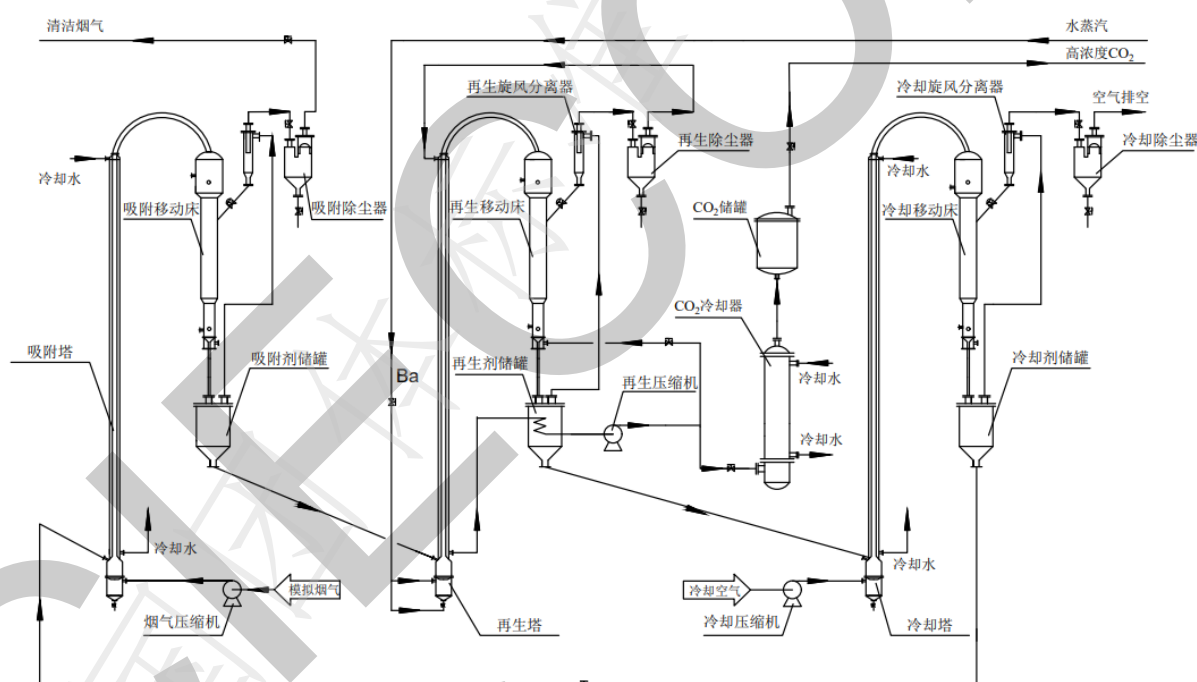 清洁烟气
水蒸汽
高浓度CO2
再生旋风分离器
冷却旋风分离器
空气排空
再生除尘器
冷却除尘器
冷却水
冷却水
吸附移动床
吸附除尘器
再生移动床
CO2储罐
冷却移动床
CO2冷却器
吸附塔
吸附剂储罐
再生剂储罐
冷却剂储罐
Ba
再生压缩机
冷却水
冷却水
冷却水
冷却水
模拟烟气
冷却空气
烟气压缩机
再生塔
冷却压缩机
冷却塔